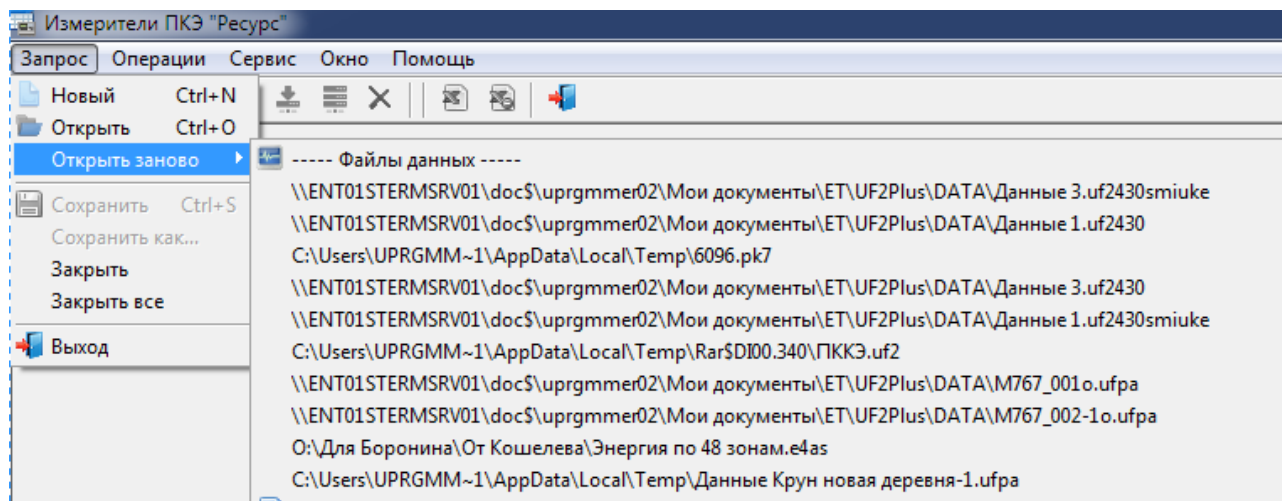 Измерители ПКЭ "Ресурс"
Запрос Операции Сервис Окно Помощь
Новый Ctrl+N
Открыть Ctrl+O
Открыть заново
Сохранить Ctrl+S
Сохранить как...
Закрыть
Закрыть все
Выход
----- Файлы данных -----
\\ENT01STERMSRV01\doc$\uprgmmer02\Мои документы\ET\UF2Plus\DATA\Данные 3.uf2430smiuke
\\ENT01STERMSRV01\doc$\uprgmmer02\Мои документы\ET\UF2Plus\DATA\Данные 1.uf2430
C:\Users\UPRGMM~1\AppData\Local\Temp\6096.pk7
\\ENT01STERMSRV01\doc$\uprgmmer02\Мои документы\ET\UF2Plus\DATA\Данные 3.uf2430
\\ENT01STERMSRV01\doc$\uprgmmer02\Мои документы\ET\UF2Plus\DATA\Данные 1.uf2430smiuke
C:\Users\UPRGMM~1\AppData\Local\Temp\Rar$DI00.340\ПККЭ.uf2
\\ENT01STERMSRV01\doc$\uprgmmer02\Мои документы\ET\UF2Plus\DATA\M767_001o.ufpa
\\ENT01STERMSRV01\doc$\uprgmmer02\Мои документы\ET\UF2Plus\DATA\M767_002-1o.ufpa
O:\Для Боронина\От Кошелева\Энергия по 48 зонам.e4as
C:\Users\UPRGMM~1\AppData\Local\Temp\Данные Крун новая деревня-1.ufpa